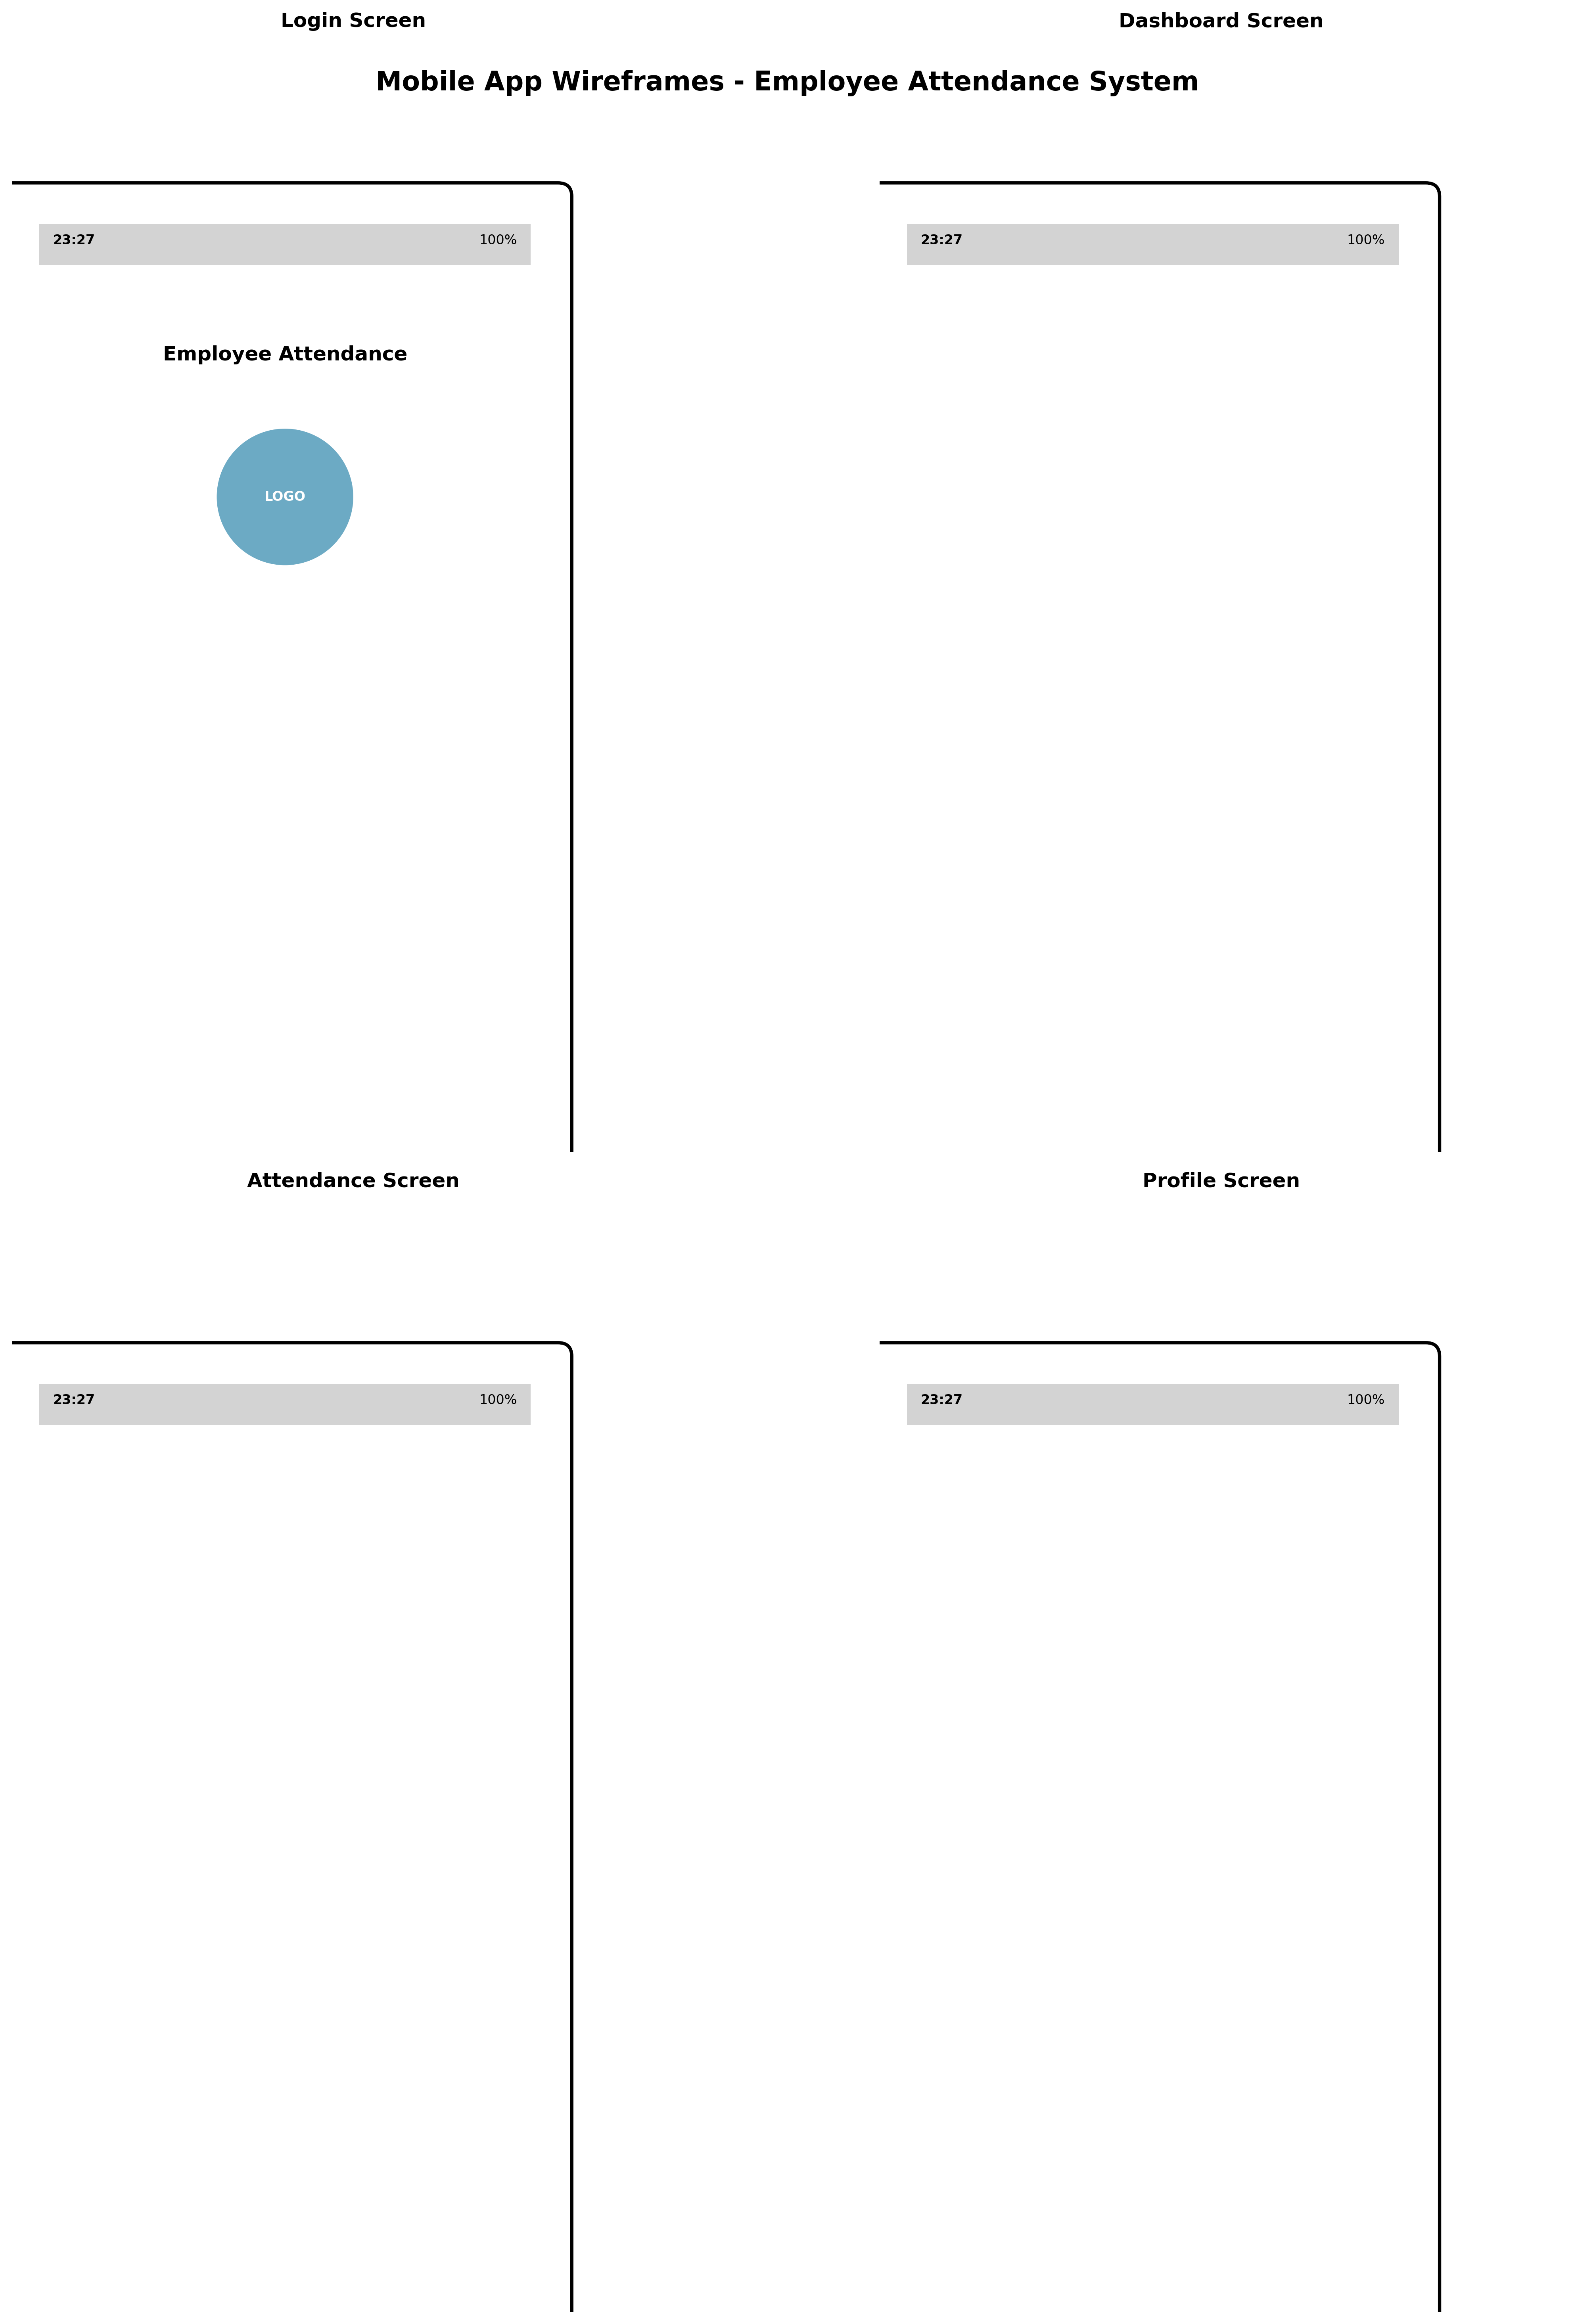 Login Screen
Dashboard Screen
Mobile App Wireframes - Employee Attendance System
23:27 100%
Employee Attendance
LOGO
23:27 100%
Attendance Screen
Profile Screen
23:27 100%
23:27 100%